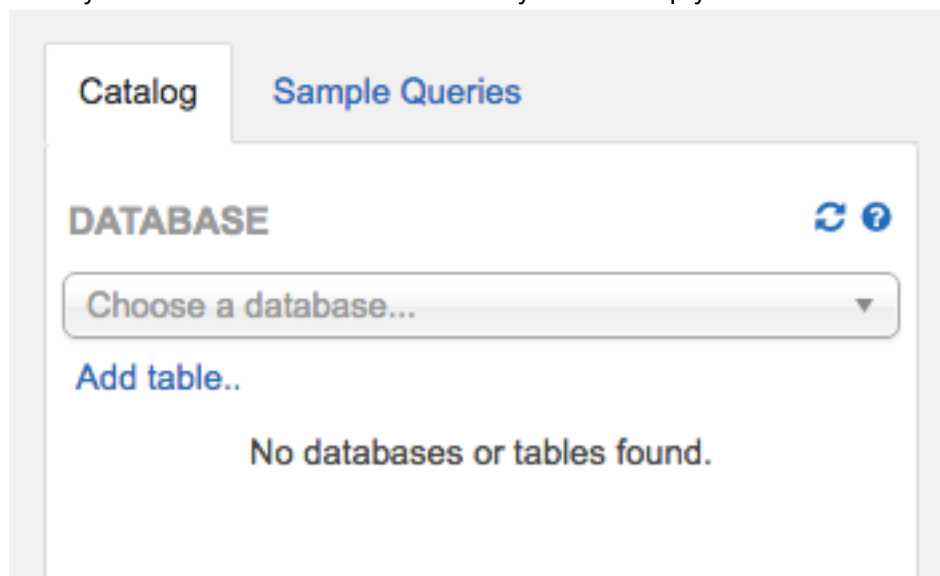 Catalog Sample Queries
DATABASE
Choose a database...
Add table..
No databases or tables found.